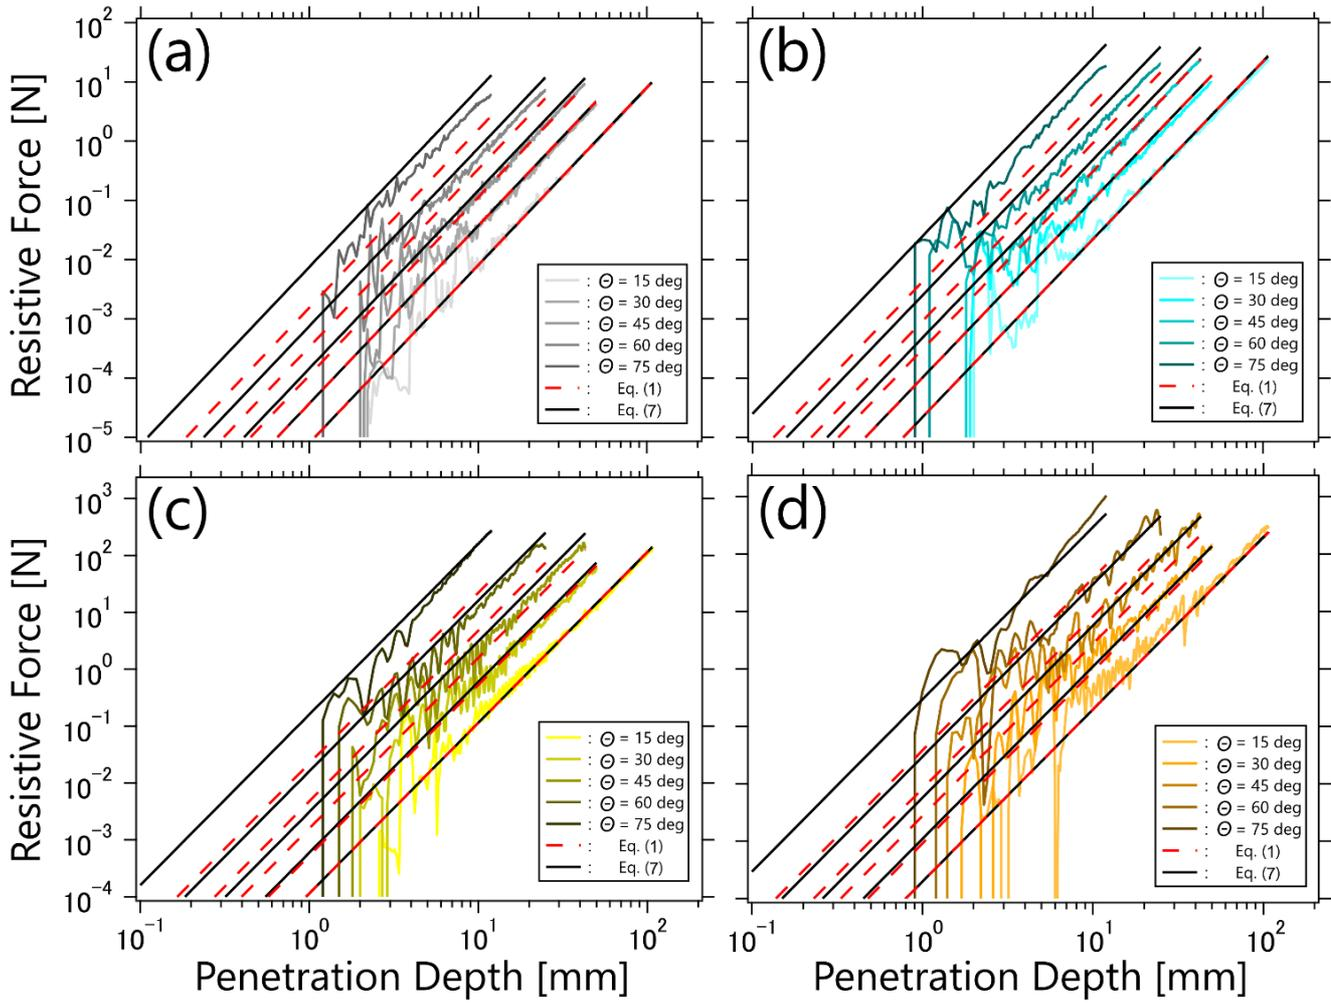 (a)
Resistive Force [N]
10^2
10^1
10^0
10^-1
10^-2
10^-3
10^-4
10^-5
: Θ = 15 deg
: Θ = 30 deg
: Θ = 45 deg
: Θ = 60 deg
: Θ = 75 deg
: Eq. (1)
: Eq. (7)
(b)
: Θ = 15 deg
: Θ = 30 deg
: Θ = 45 deg
: Θ = 60 deg
: Θ = 75 deg
: Eq. (1)
: Eq. (7)
(c)
Resistive Force [N]
10^3
10^2
10^1
10^0
10^-1
10^-2
10^-3
10^-4
: Θ = 15 deg
: Θ = 30 deg
: Θ = 45 deg
: Θ = 60 deg
: Θ = 75 deg
: Eq. (1)
: Eq. (7)
10^-1 10^0 10^1 10^2
Penetration Depth [mm]
(d)
: Θ = 15 deg
: Θ = 30 deg
: Θ = 45 deg
: Θ = 60 deg
: Θ = 75 deg
: Eq. (1)
: Eq. (7)
10^-1 10^0 10^1 10^2
Penetration Depth [mm]